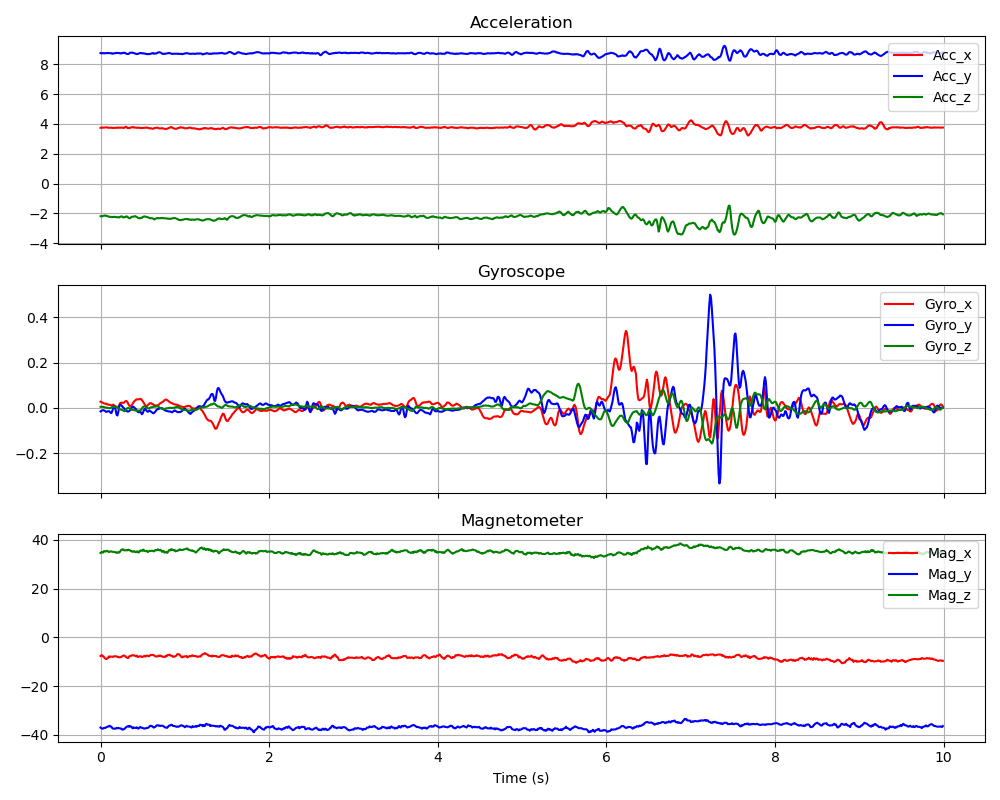 Acceleration
8
6
4
2
0
−2
−4
Acc_x
Acc_y
Acc_z
Gyroscope
0.4
0.2
0.0
−0.2
Gyro_x
Gyro_y
Gyro_z
Magnetometer
40
20
0
−20
−40
Mag_x
Mag_y
Mag_z
0 2 4 6 8 10
Time (s)